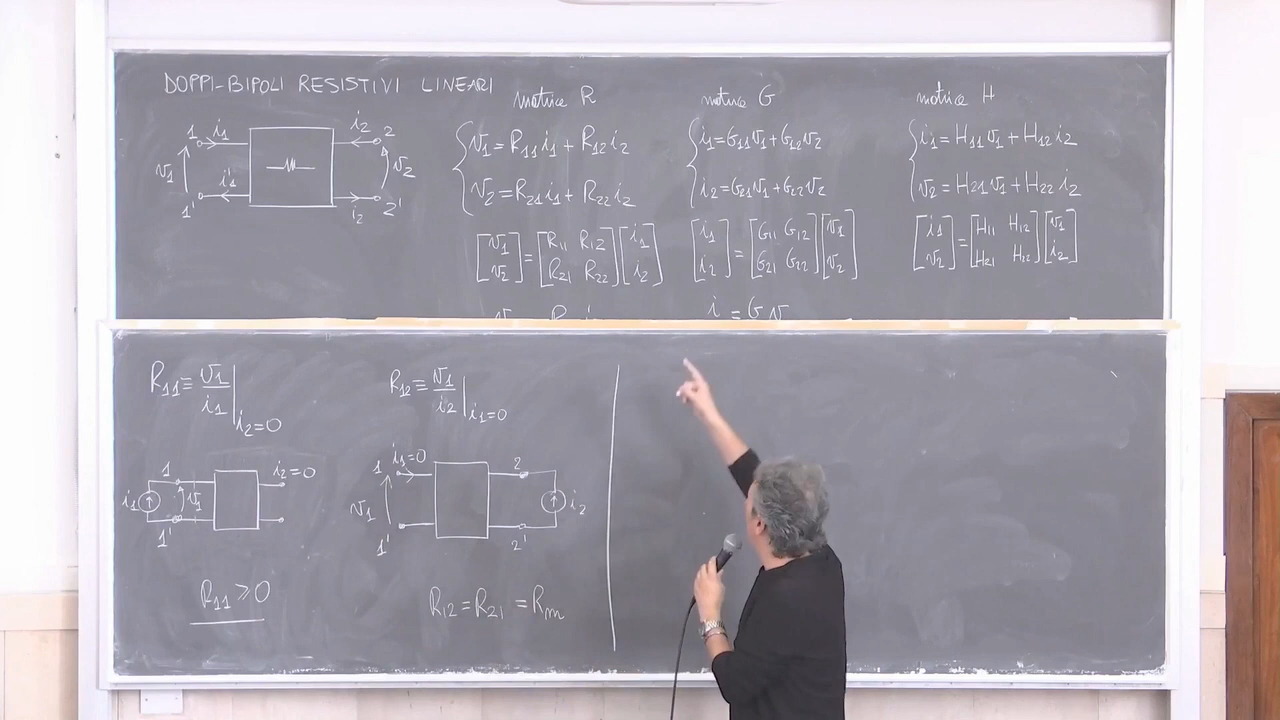 DOPPI-BIPOLI RESISTIVI LINEARI
1 i1 i2 2
v1 v2
1' i1 i2 2'
matrice R
v1 = R11 i1 + R12 i2
v2 = R21 i1 + R22 i2
[v1 v2] = [R11 R12 R21 R22] [i1 i2]
matrice G
i1 = G11 v1 + G12 v2
i2 = G21 v1 + G22 v2
[i1 i2] = [G11 G12 G21 G22] [v1 v2]
i = G v
matrice H
i1 = H11 v1 + H12 i2
v2 = H21 v1 + H22 i2
[i1 v2] = [H11 H12 H21 H22] [v1 i2]
R11 ≡ v1/i1 | i2=0
1 i2=0
i1 v1
1'
R11 ⩾ 0
R12 ≡ v1/i2 | i1=0
1 i1=0 2
v1 i2
1' 2'
R12 = R21 = Rm